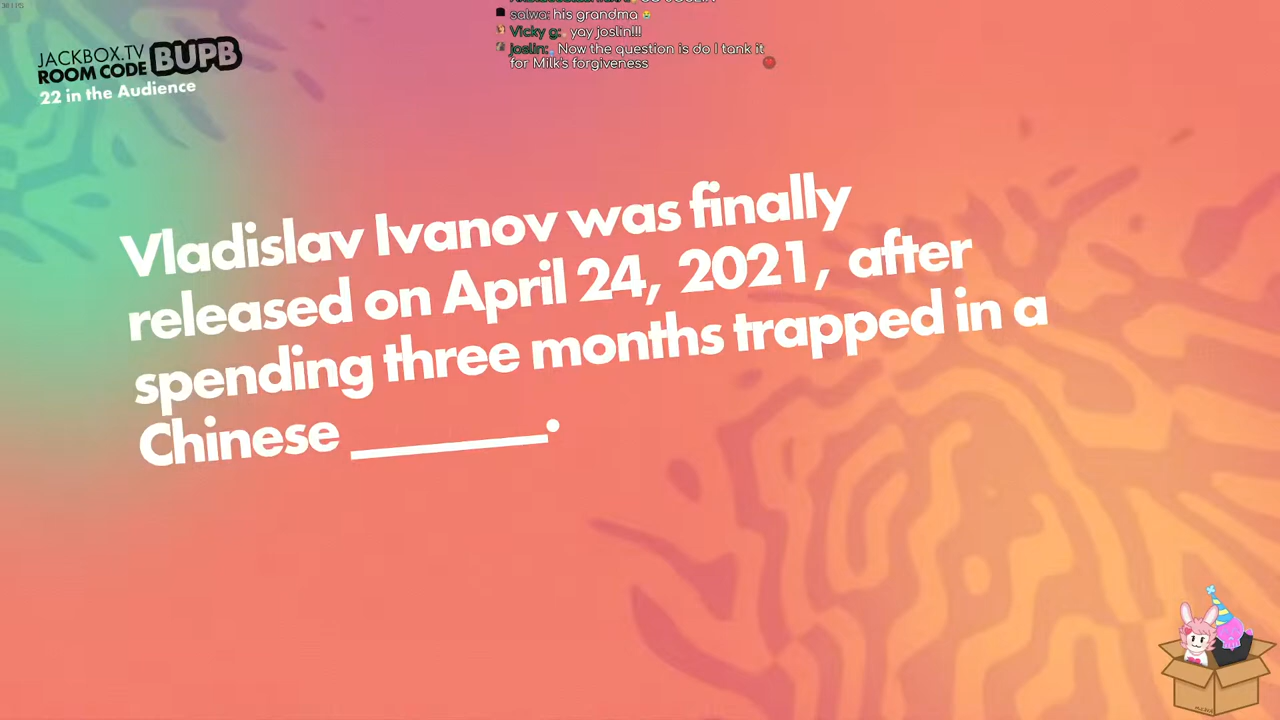 JACKBOX.TV
ROOM CODE BUPB
22 in the Audience
salwa: his grandma
Vicky g: yay joslin!!!
joslin: Now the question is do I tank it
for Milk's forgiveness
Vladislav Ivanov was finally
released on April 24, 2021, after
spending three months trapped in a
Chinese ________.